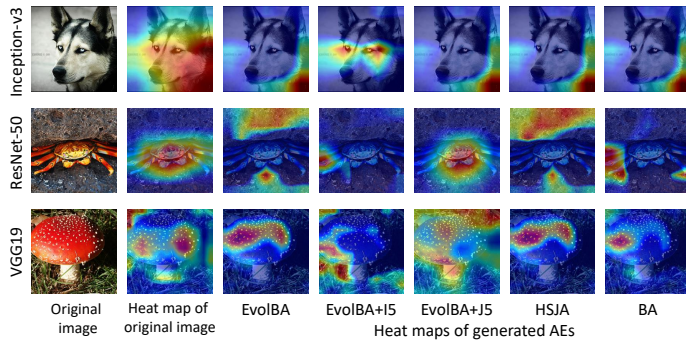 Inception-v3
ResNet-50
VGG19
Original
image
Heat map of
original image
EvolBA
EvolBA+I5
EvolBA+J5
HSJA
BA
Heat maps of generated AEs